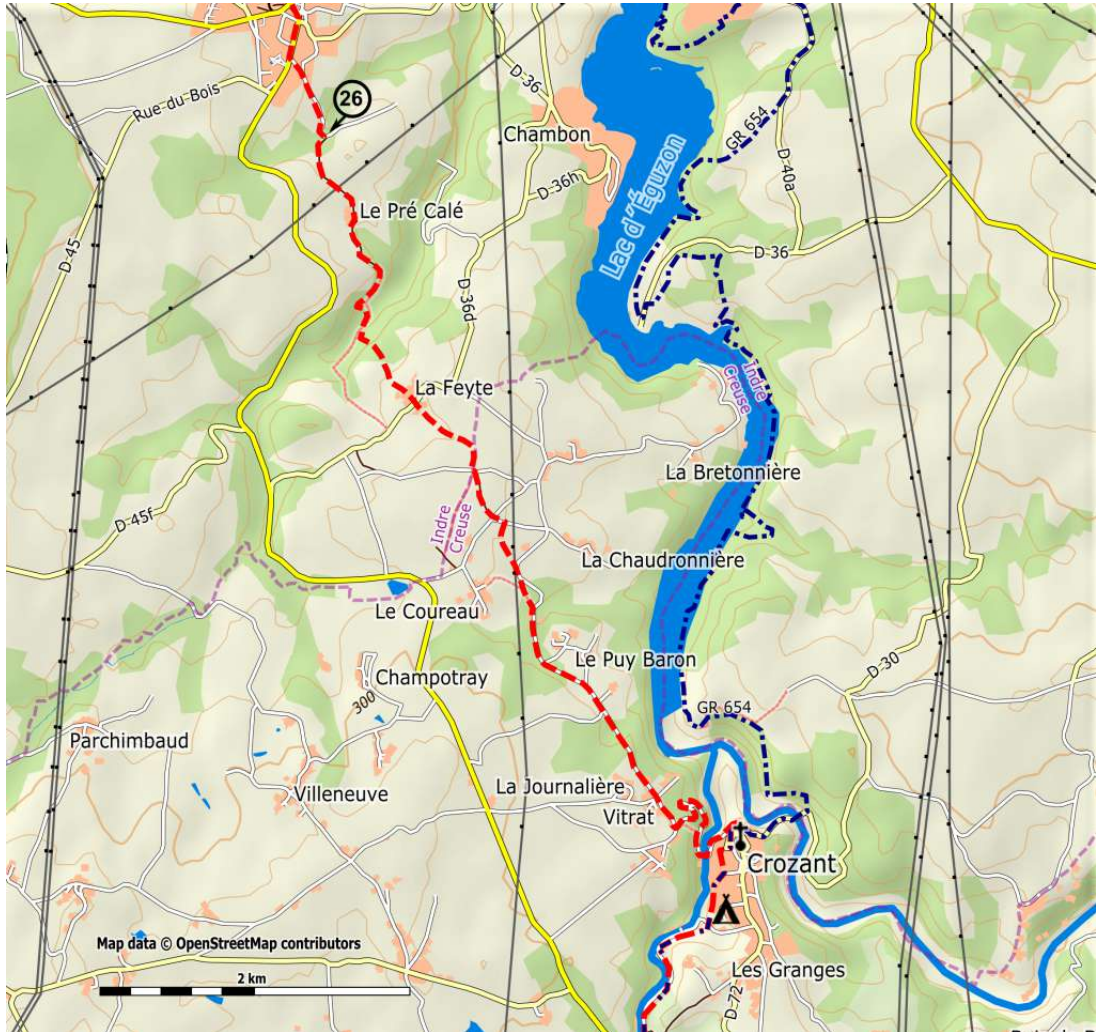 26
Rue du Bois
D-36
Chambon
GR 654
D-40a
D-36h
Le Pré Calé
D-45
Lac d'Éguzon
D-36
D-36d
La Feyte
Indre
Creuse
La Bretonnière
D-45f
Indre
Creuse
La Chaudronnière
Le Coureau
Le Puy Baron
D-30
Champotray
300
GR 654
Parchimbaud
Villeneuve
La Journalière
Vitrat
Crozant
Map data © OpenStreetMap contributors
2 km
Les Granges
D-72